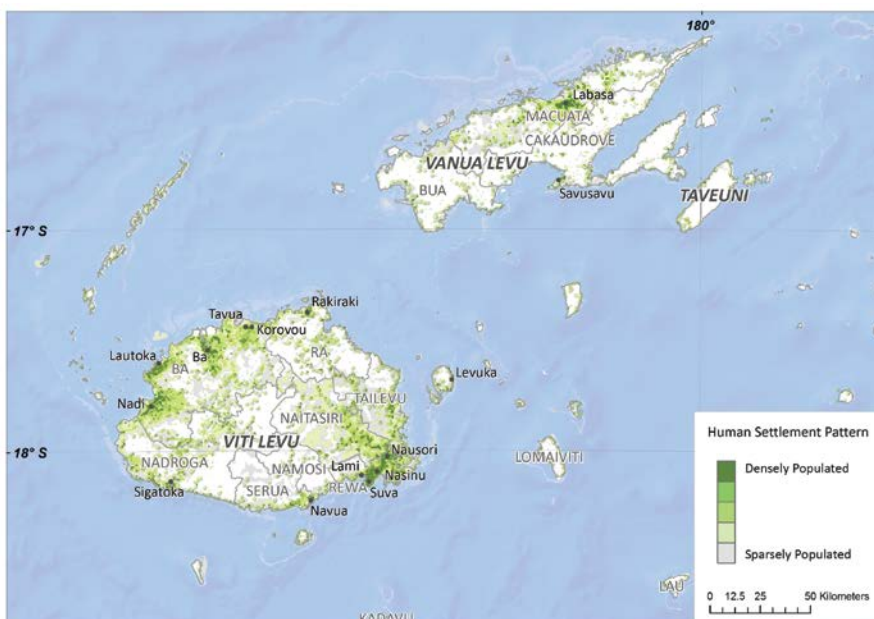 180°
Labasa
MACUATA
CAKAUDROVE
VANUA LEVU
BUA
TAVEUNI
Savusavu
17° S
Rakiraki
Tavua
Korovou
Lautoka
Ba
BA
RA
Levuka
TAILEVU
Nadi
NAITASIRI
VITI LEVU
Nausori
18° S
NADROGA
NAMOSI
Lami
Nasinu
LOMAIVITI
Sigatoka
SERUA
REWA
Suva
Navua
LAU
KADAVU
Human Settlement Pattern
Densely Populated
Sparsely Populated
0 12.5 25 50 Kilometers